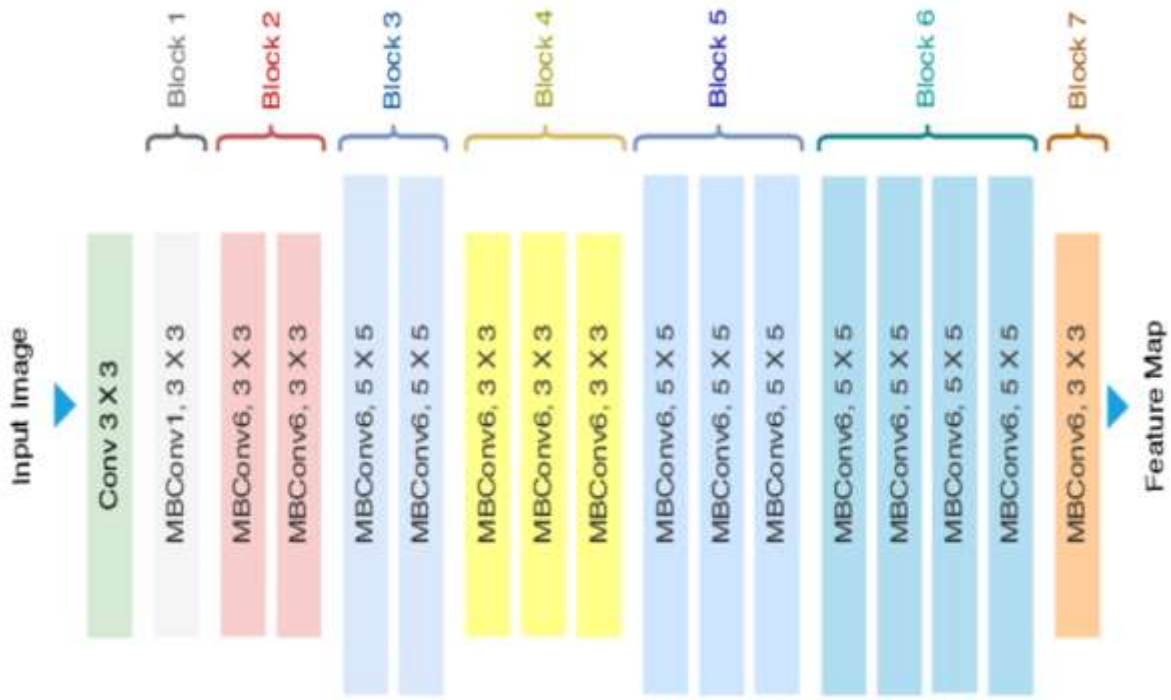 Input Image
Conv 3 X 3
MBConv1, 3 X 3
Block 1
MBConv6, 3 X 3
MBConv6, 3 X 3
Block 2
MBConv6, 5 X 5
MBConv6, 5 X 5
Block 3
MBConv6, 3 X 3
MBConv6, 3 X 3
MBConv6, 3 X 3
Block 4
MBConv6, 5 X 5
MBConv6, 5 X 5
MBConv6, 5 X 5
Block 5
MBConv6, 5 X 5
MBConv6, 5 X 5
MBConv6, 5 X 5
MBConv6, 5 X 5
Block 6
MBConv6, 3 X 3
Block 7
Feature Map